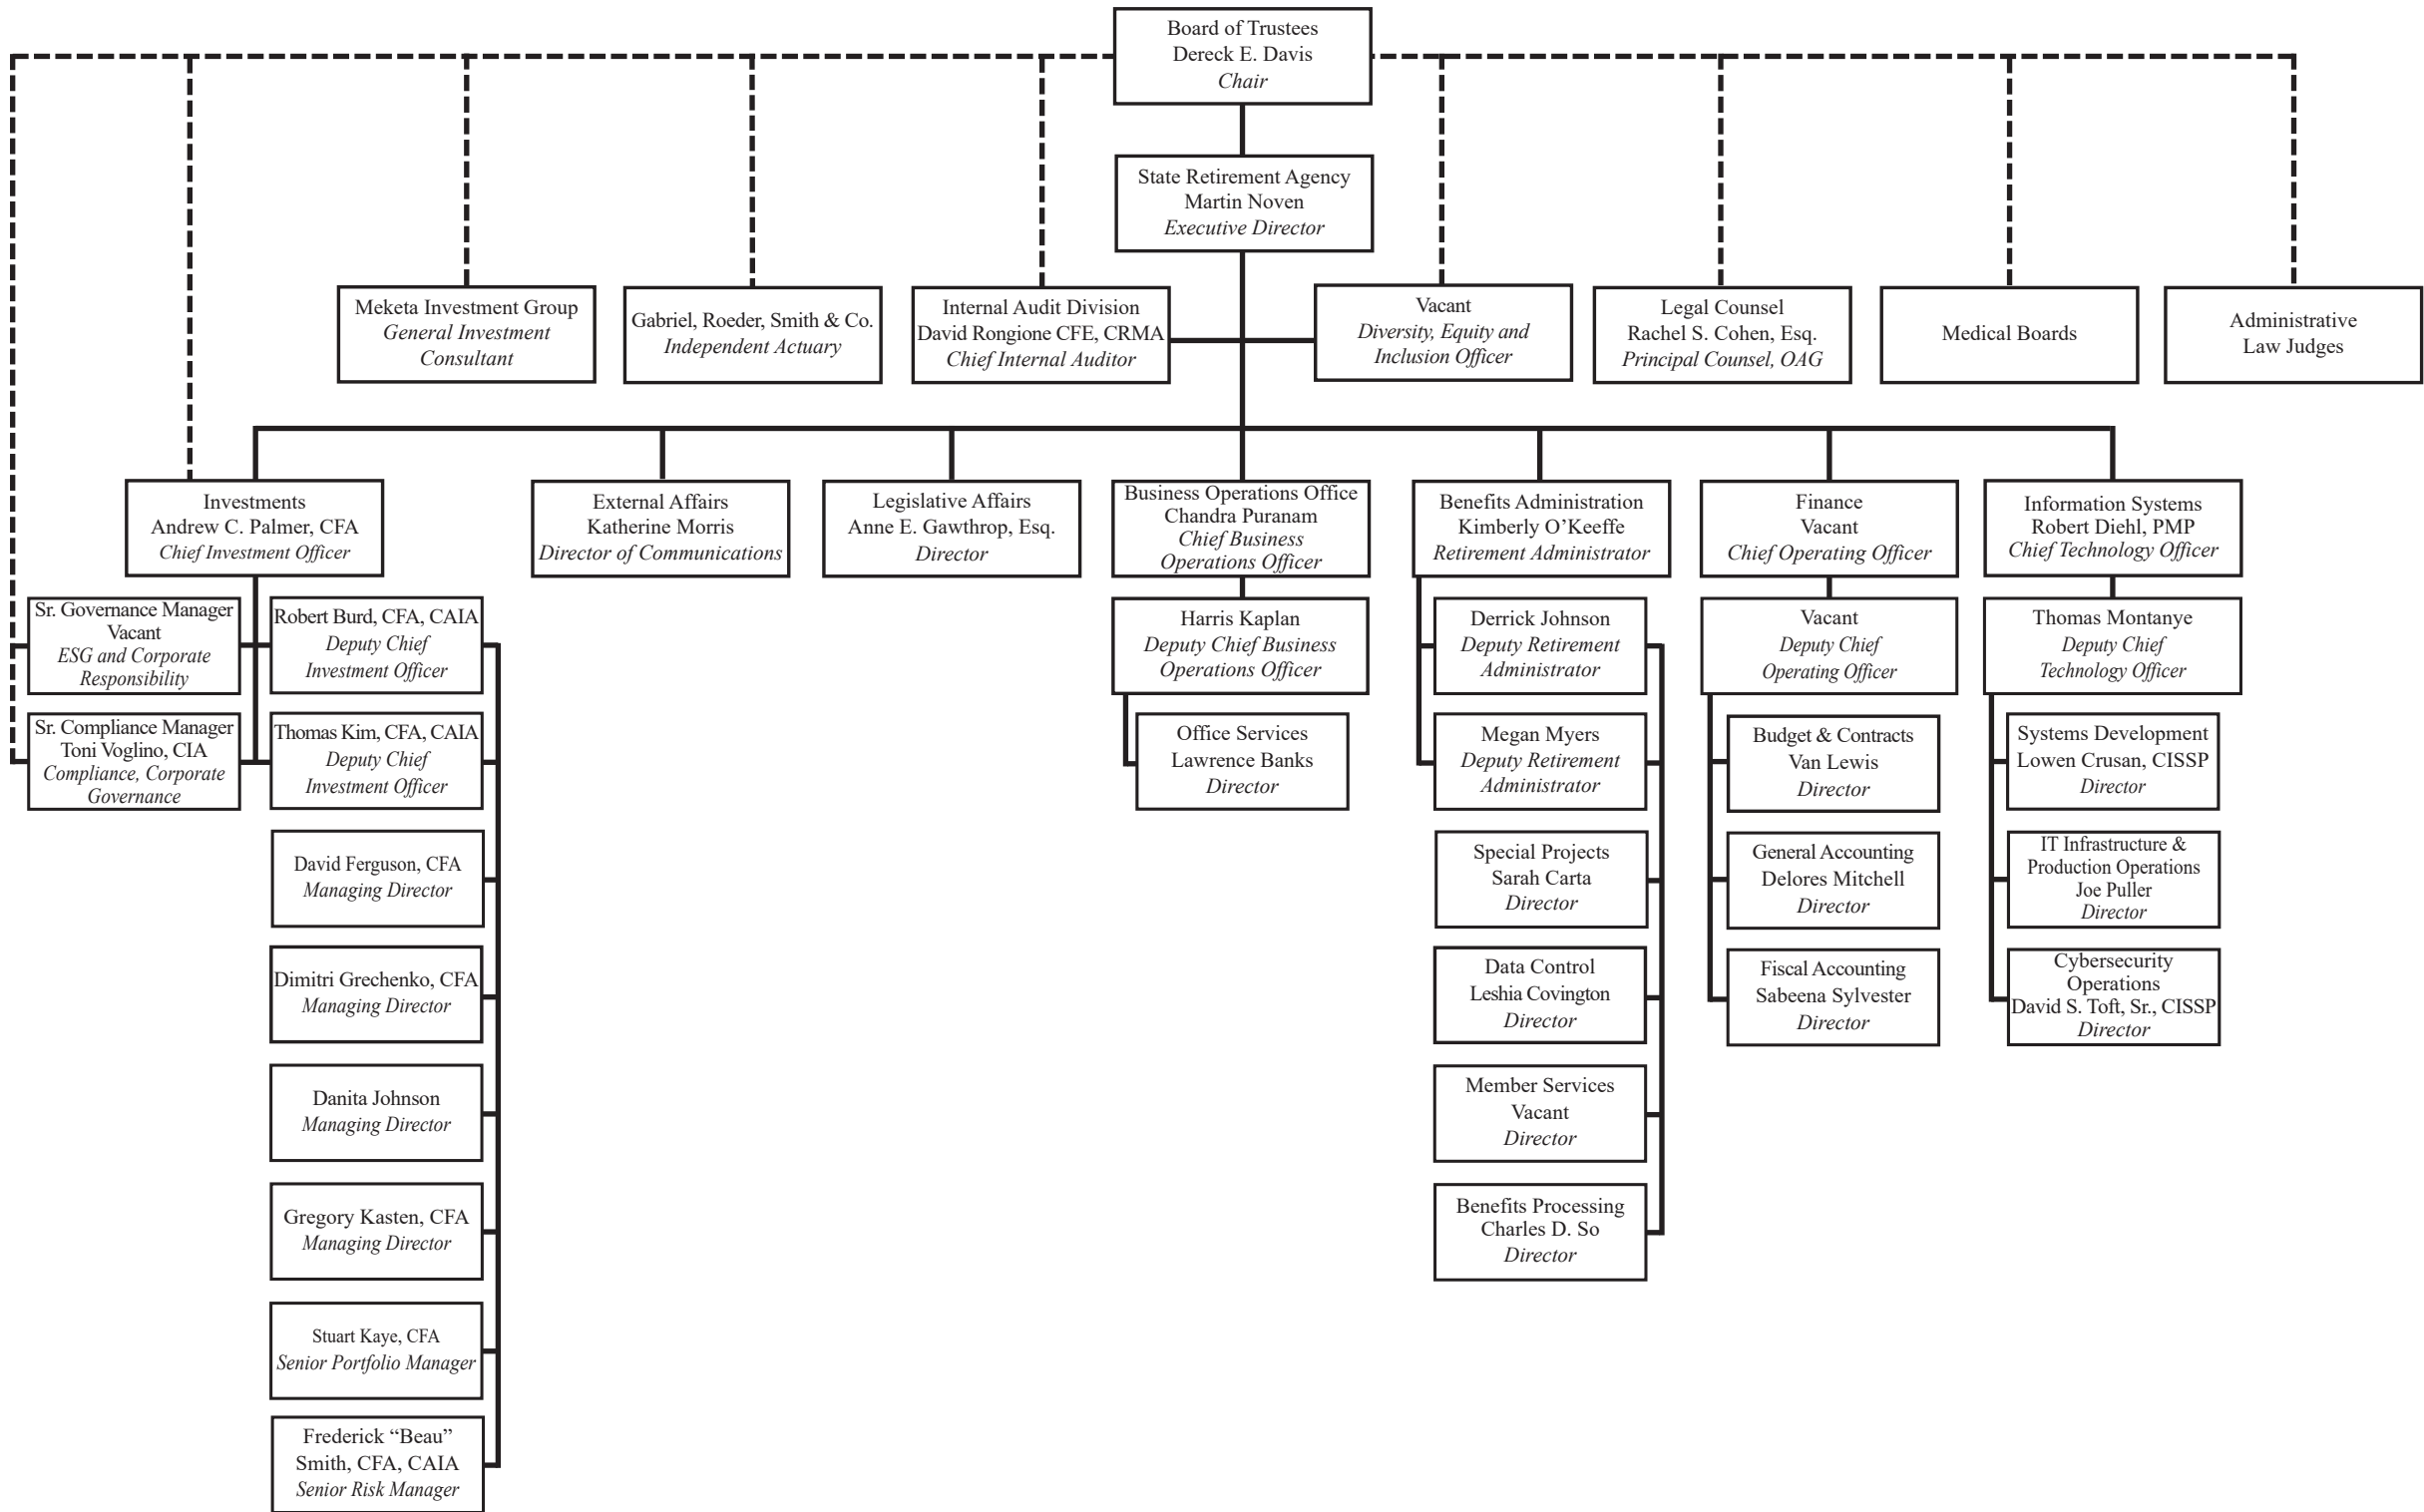 Board of Trustees
Dereck E. Davis
Chair
State Retirement Agency
Martin Noven
Executive Director
Meketa Investment Group
General Investment
Consultant
Gabriel, Roeder, Smith & Co.
Independent Actuary
Internal Audit Division
David Rongione CFE, CRMA
Chief Internal Auditor
Vacant
Diversity, Equity and
Inclusion Officer
Legal Counsel
Rachel S. Cohen, Esq.
Principal Counsel, OAG
Medical Boards
Administrative
Law Judges
Investments
Andrew C. Palmer, CFA
Chief Investment Officer
External Affairs
Katherine Morris
Director of Communications
Legislative Affairs
Anne E. Gawthrop, Esq.
Director
Business Operations Office
Chandra Puranam
Chief Business
Operations Officer
Benefits Administration
Kimberly O’Keeffe
Retirement Administrator
Finance
Vacant
Chief Operating Officer
Information Systems
Robert Diehl, PMP
Chief Technology Officer
Sr. Governance Manager
Vacant
ESG and Corporate
Responsibility
Sr. Compliance Manager
Toni Voglino, CIA
Compliance, Corporate
Governance
Robert Burd, CFA, CAIA
Deputy Chief
Investment Officer
Thomas Kim, CFA, CAIA
Deputy Chief
Investment Officer
David Ferguson, CFA
Managing Director
Dimitri Grechenko, CFA
Managing Director
Danita Johnson
Managing Director
Gregory Kasten, CFA
Managing Director
Stuart Kaye, CFA
Senior Portfolio Manager
Frederick “Beau”
Smith, CFA, CAIA
Senior Risk Manager
Harris Kaplan
Deputy Chief Business
Operations Officer
Office Services
Lawrence Banks
Director
Derrick Johnson
Deputy Retirement
Administrator
Megan Myers
Deputy Retirement
Administrator
Special Projects
Sarah Carta
Director
Data Control
Leshia Covington
Director
Member Services
Vacant
Director
Benefits Processing
Charles D. So
Director
Vacant
Deputy Chief
Operating Officer
Budget & Contracts
Van Lewis
Director
General Accounting
Delores Mitchell
Director
Fiscal Accounting
Sabeena Sylvester
Director
Thomas Montanye
Deputy Chief
Technology Officer
Systems Development
Lowen Crusan, CISSP
Director
IT Infrastructure &
Production Operations
Joe Puller
Director
Cybersecurity
Operations
David S. Toft, Sr., CISSP
Director